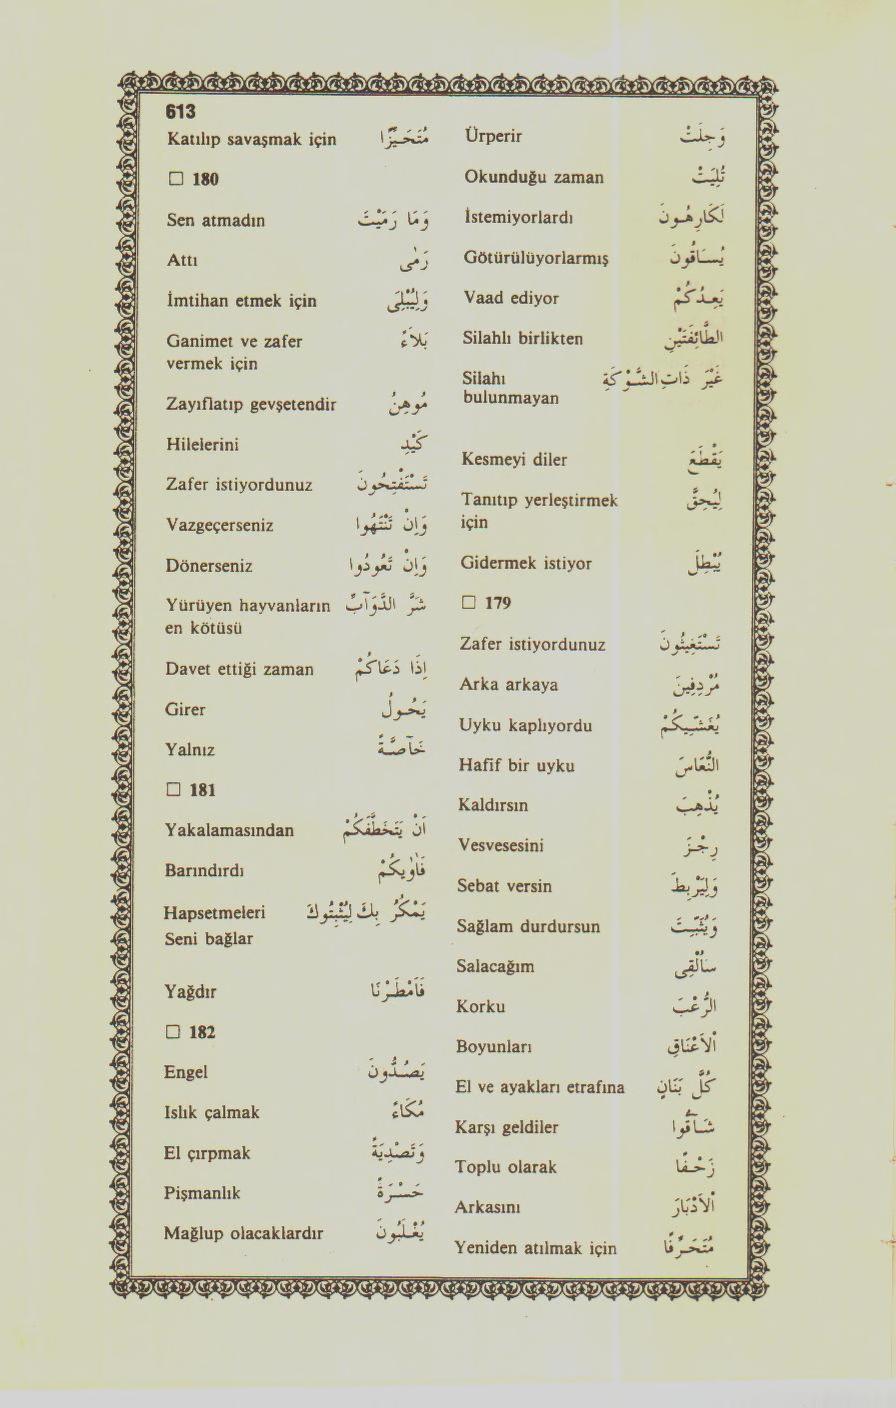 613
Ürperir وَجِلَتْ
Okunduğu zaman تُلِيَتْ
İstemiyorlardı لَكَارِهُونَ
Götürülüyorlarmış يُسَاقُونَ
Vaad ediyor يَعِدُكُمْ
Silahlı birlikten الطَّائِفَتَيْنِ
Silahı غَيْرَ ذَاتِ الشَّوْكَةِ
bulunmayan
Kesmeyi diler يَقْطَعَ
Tanıtıp yerleştirmek لِيُحِقَّ
için
Gidermek istiyor يُبْطِلَ
□ 179
Zafer istiyordunuz تَسْتَغِيثُونَ
Arka arkaya مُرْدِفِينَ
Uyku kaplıyordu يُغَشِّيكُمْ
Hafif bir uyku النُّعَاسَ
Kaldırsın يُذْهِبَ
Vesvesesini رِجْزَ
Sebat versin وَلِيَرْبِطَ
Sağlam durdursun وَيُثَبِّتَ
Salacağım سَأُلْقِى
Korku الرُّعْبَ
Boyunları الْاَعْنَاقِ
El ve ayakları etrafına كُلَّ بَنَانٍ
Karşı geldiler شَاقُّوا
Toplu olarak زَحْفًا
Arkasını الْاَدْبَارَ
Yeniden atılmak için مُتَحَرِّفًا
Katılıp savaşmak için مُتَحَيِّزًا
□ 180
Sen atmadın وَمَا رَمَيْتَ
Attı رَمٰى
İmtihan etmek için وَلِيُبْلِىَ
Ganimet ve zafer بَلَاءً
vermek için
Zayıflatıp gevşetendir مُوهِنُ
Hilelerini كَيْدِ
Zafer istiyordunuz تَسْتَفْتِحُونَ
Vazgeçerseniz وَاِنْ تَنْتَهُوا
Dönerseniz وَاِنْ تَعُودُوا
Yürüyen hayvanların شَرَّ الدَّوَآبِّ
en kötüsü
Davet ettiği zaman اِذَا دَعَاكُمْ
Girer يَحُولُ
Yalnız خَآصَّةً
□ 181
Yakalamasından اَنْ يَتَخَطَّفَكُمْ
Barındırdı فَاٰوٰيكُمْ
Hapsetmeleri يَمْكُرُ بِكَ لِيُثْبِتُوكَ
Seni bağlar
Yağdır فَاَمْطِرْنَا
□ 182
Engel يَصُدُّونَ
Islık çalmak مُكَاءً
El çırpmak وَتَصْدِيَةً
Pişmanlık حَسْرَةً
Mağlup olacaklardır يُغْلَبُونَ